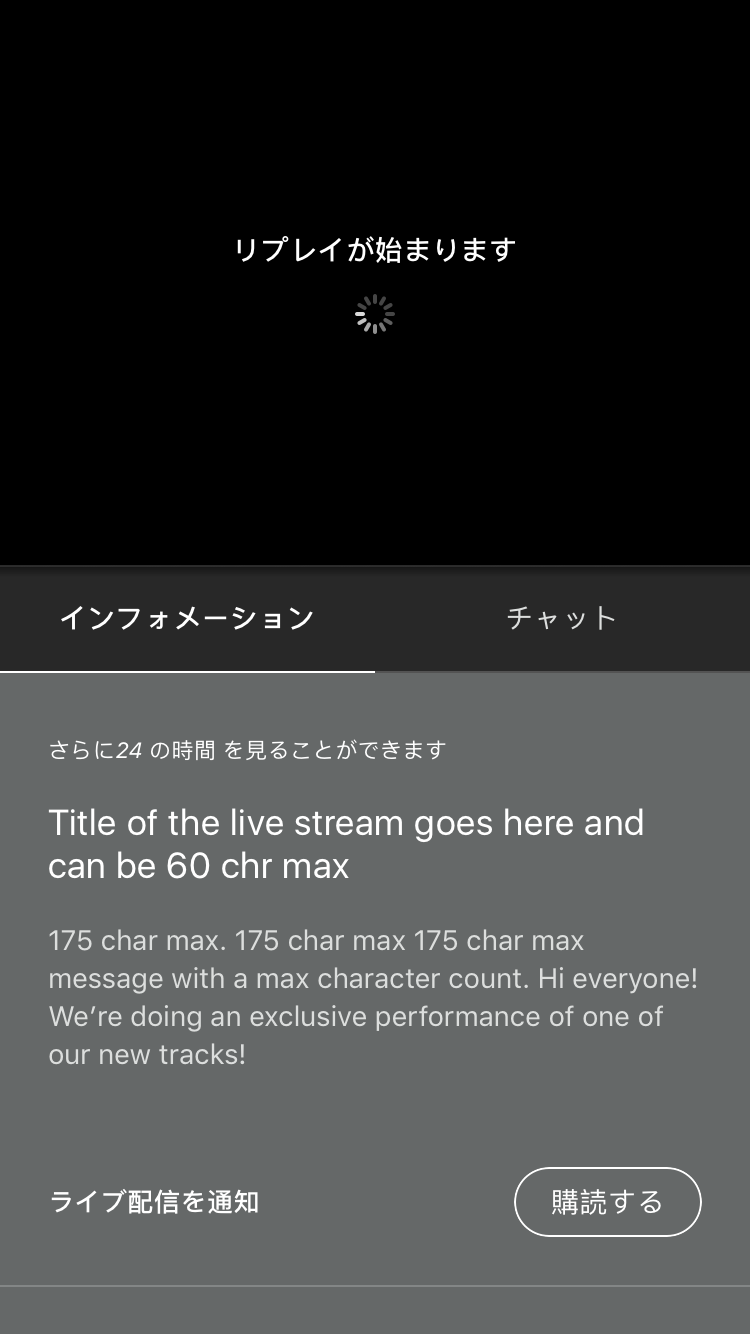 リプレイが始まります
インフォメーション
チャット
さらに24 の時間 を見ることができます
Title of the live stream goes here and
can be 60 chr max
175 char max. 175 char max 175 char max
message with a max character count. Hi everyone!
We’re doing an exclusive performance of one of
our new tracks!
ライブ配信を通知
購読する